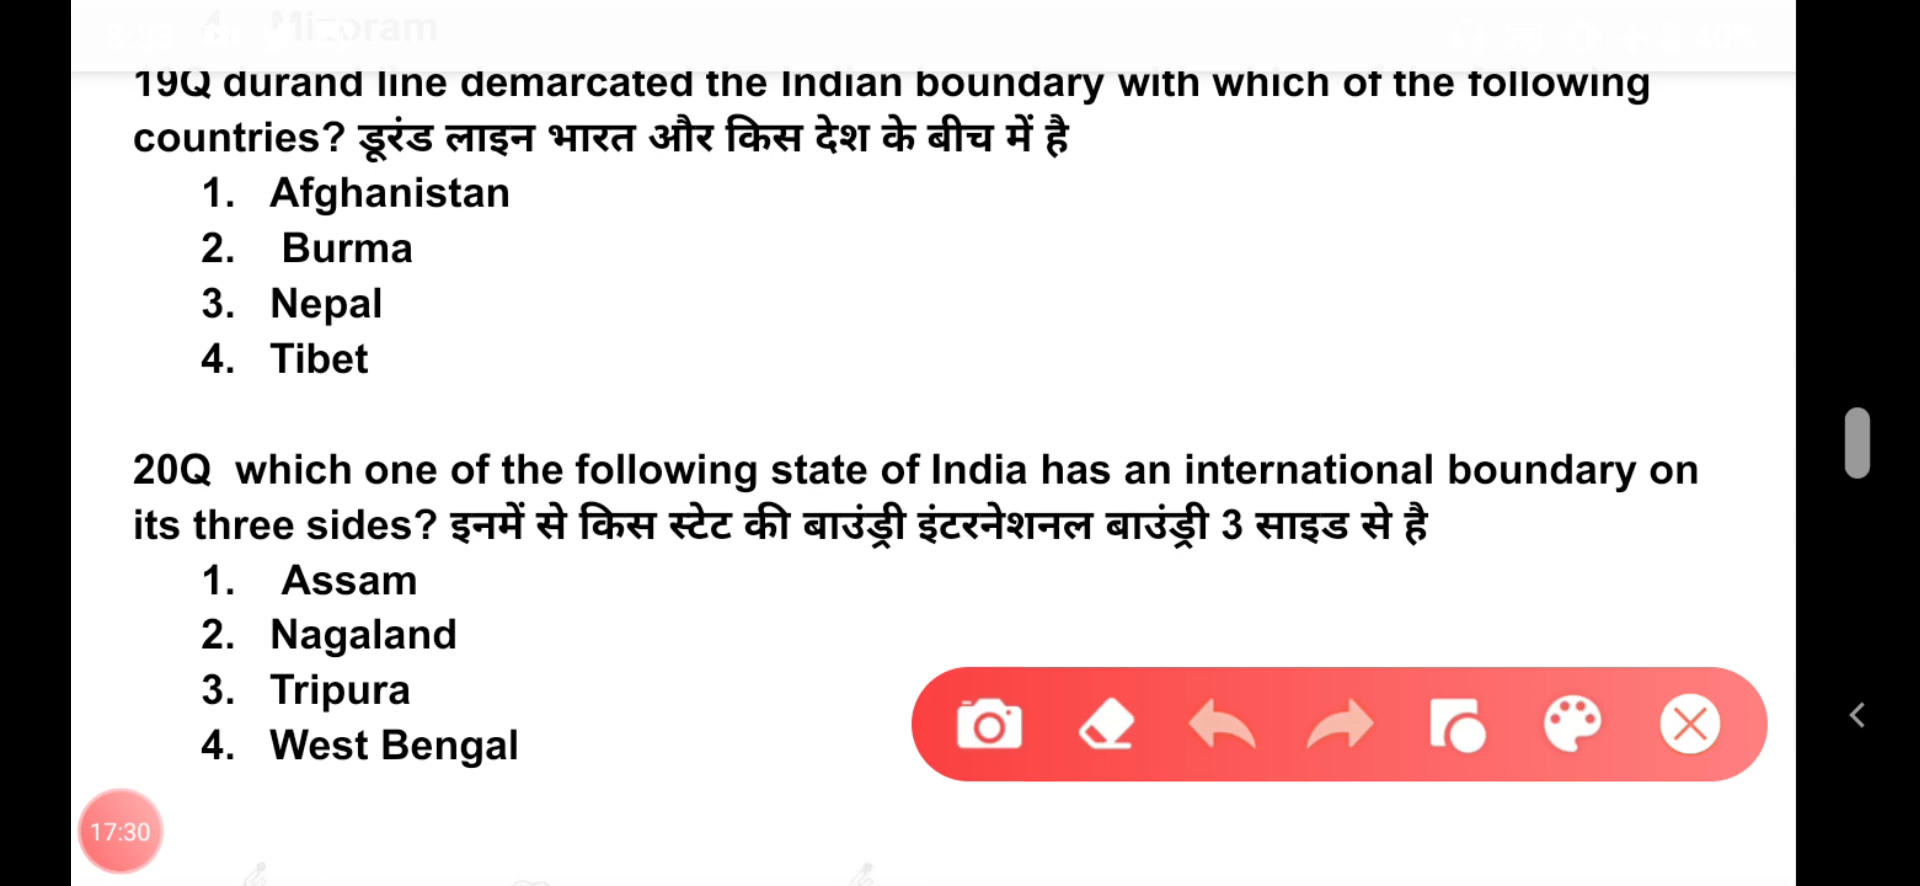 4. Mizoram
19Q durand line demarcated the Indian boundary with which of the following
countries? डूरंड लाइन भारत और किस देश के बीच में है
1. Afghanistan
2. Burma
3. Nepal
4. Tibet
20Q which one of the following state of India has an international boundary on
its three sides? इनमें से किस स्टेट की बाउंड्री इंटरनेशनल बाउंड्री 3 साइड से है
1. Assam
2. Nagaland
3. Tripura
4. West Bengal
17:30